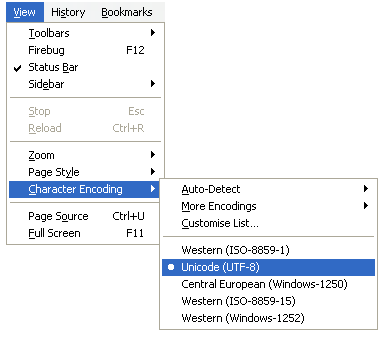 View History Bookmarks
Toolbars
Firebug F12
Status Bar
Sidebar
Stop Esc
Reload Ctrl+R
Zoom
Page Style
Character Encoding
Page Source Ctrl+U
Full Screen F11
Auto-Detect
More Encodings
Customise List...
Western (ISO-8859-1)
Unicode (UTF-8)
Central European (Windows-1250)
Western (ISO-8859-15)
Western (Windows-1252)